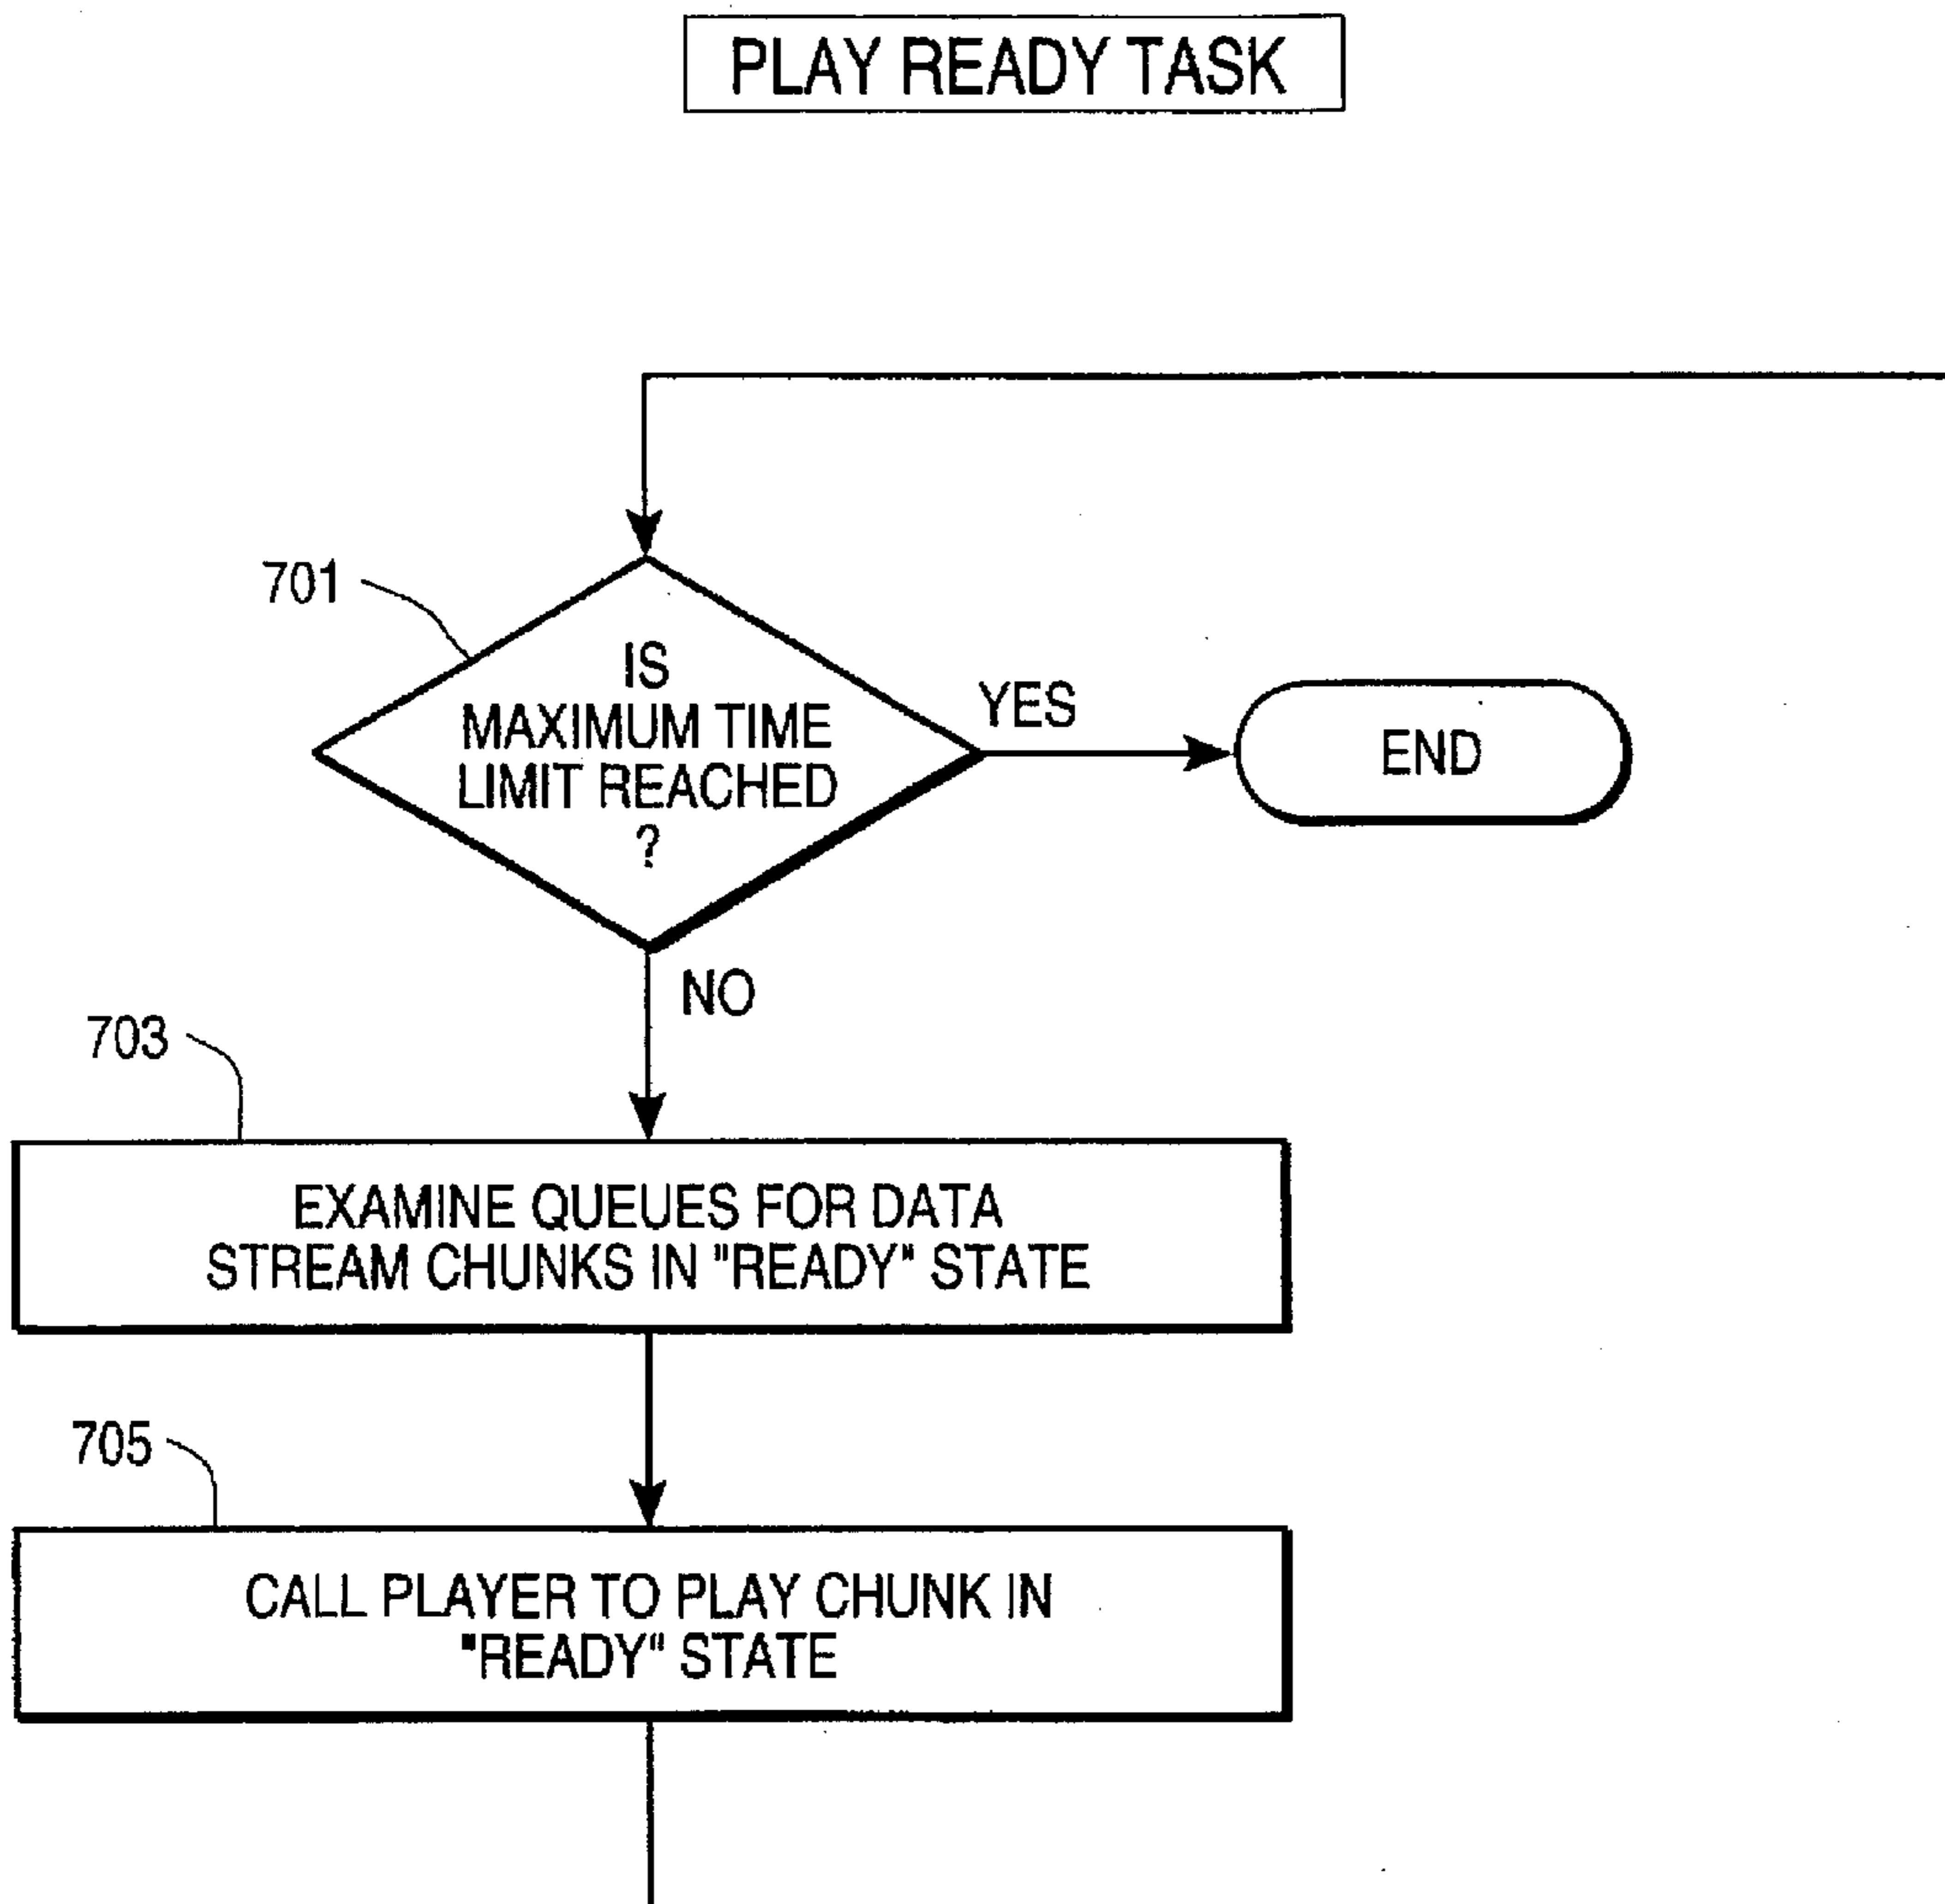 PLAY READY TASK
701
IS
MAXIMUM TIME
LIMIT REACHED
?
YES
END
NO
703
EXAMINE QUEUES FOR DATA
STREAM CHUNKS IN "READY" STATE
705
CALL PLAYER TO PLAY CHUNK IN
"READY" STATE